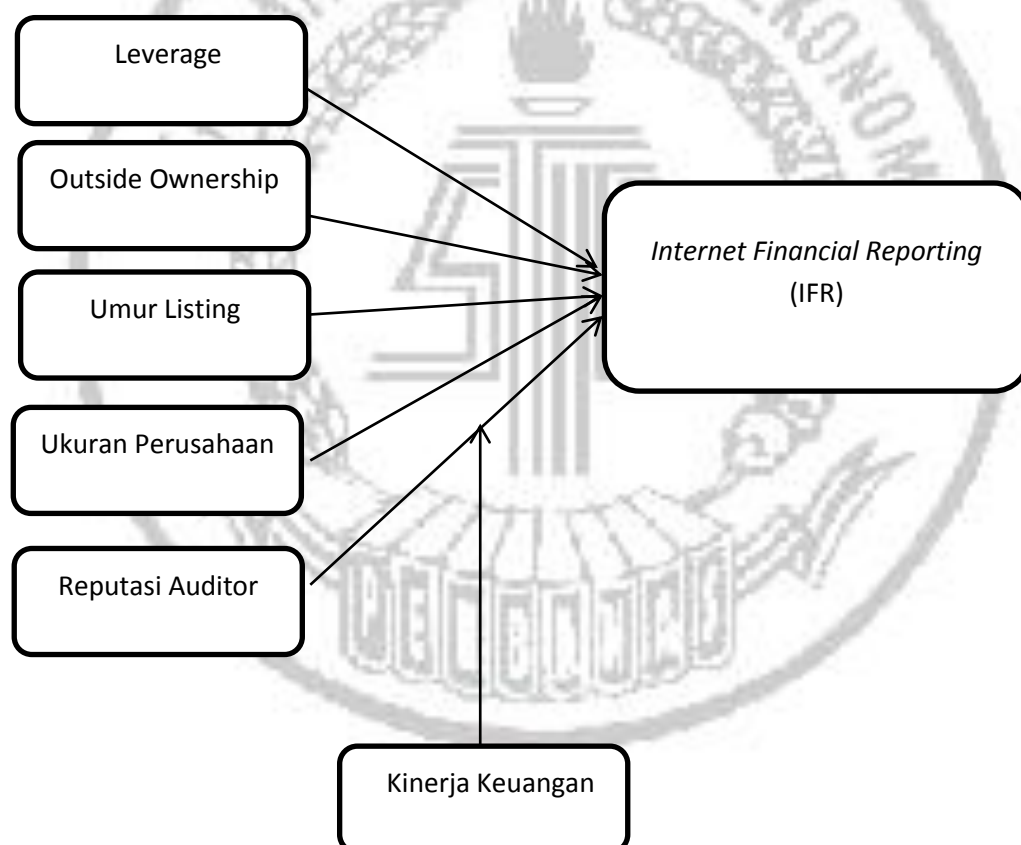 Leverage
Outside Ownership
Umur Listing
Ukuran Perusahaan
Reputasi Auditor
Internet Financial Reporting
(IFR)
Kinerja Keuangan